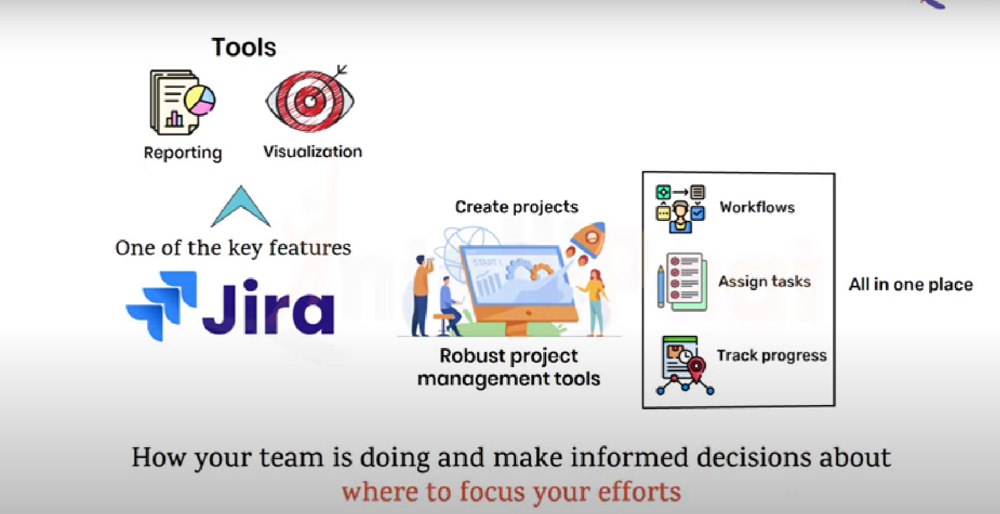 Tools
Reporting
Visualization
One of the key features
Jira
Create projects
START
Robust project
management tools
Workflows
Assign tasks
Track progress
All in one place
How your team is doing and make informed decisions about
where to focus your efforts